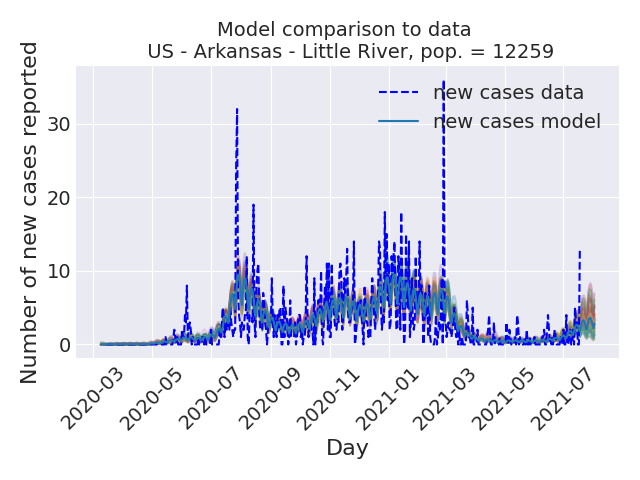 Model comparison to data
US - Arkansas - Little River, pop. = 12259
Number of new cases reported
30
20
10
0
new cases data
new cases model
2020-03
2020-05
2020-07
2020-09
2020-11
2021-01
2021-03
2021-05
2021-07
Day